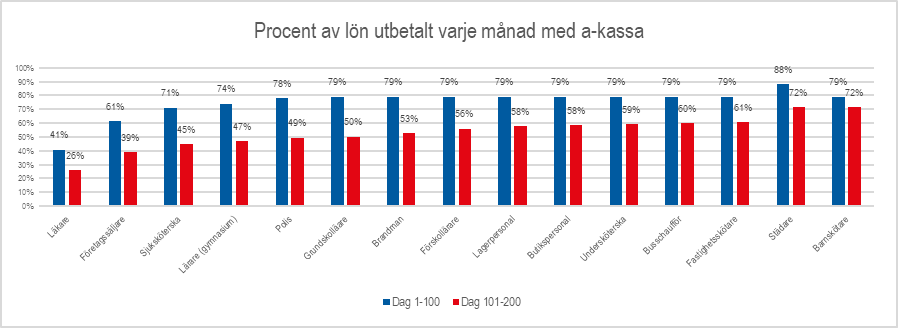 Procent av lön utbetalt varje månad med a-kassa
100%
90%
80%
70%
60%
50%
40%
30%
20%
10%
0%
41% 26% 61% 39% 71% 45% 74% 47% 78% 49% 79% 50% 79% 53% 79% 56% 79% 58% 79% 58% 79% 59% 79% 60% 79% 61% 88% 72% 79% 72%
Läkare
Företagssäljare
Sjuksköterska
Lärare (gymnasium)
Polis
Grundskolläare
Brandman
Förskollärare
Lagerpersonal
Butikspersonal
Undersköterska
Busschaufför
Fastighetsskötare
Städare
Barnskötare
Dag 1-100 Dag 101-200